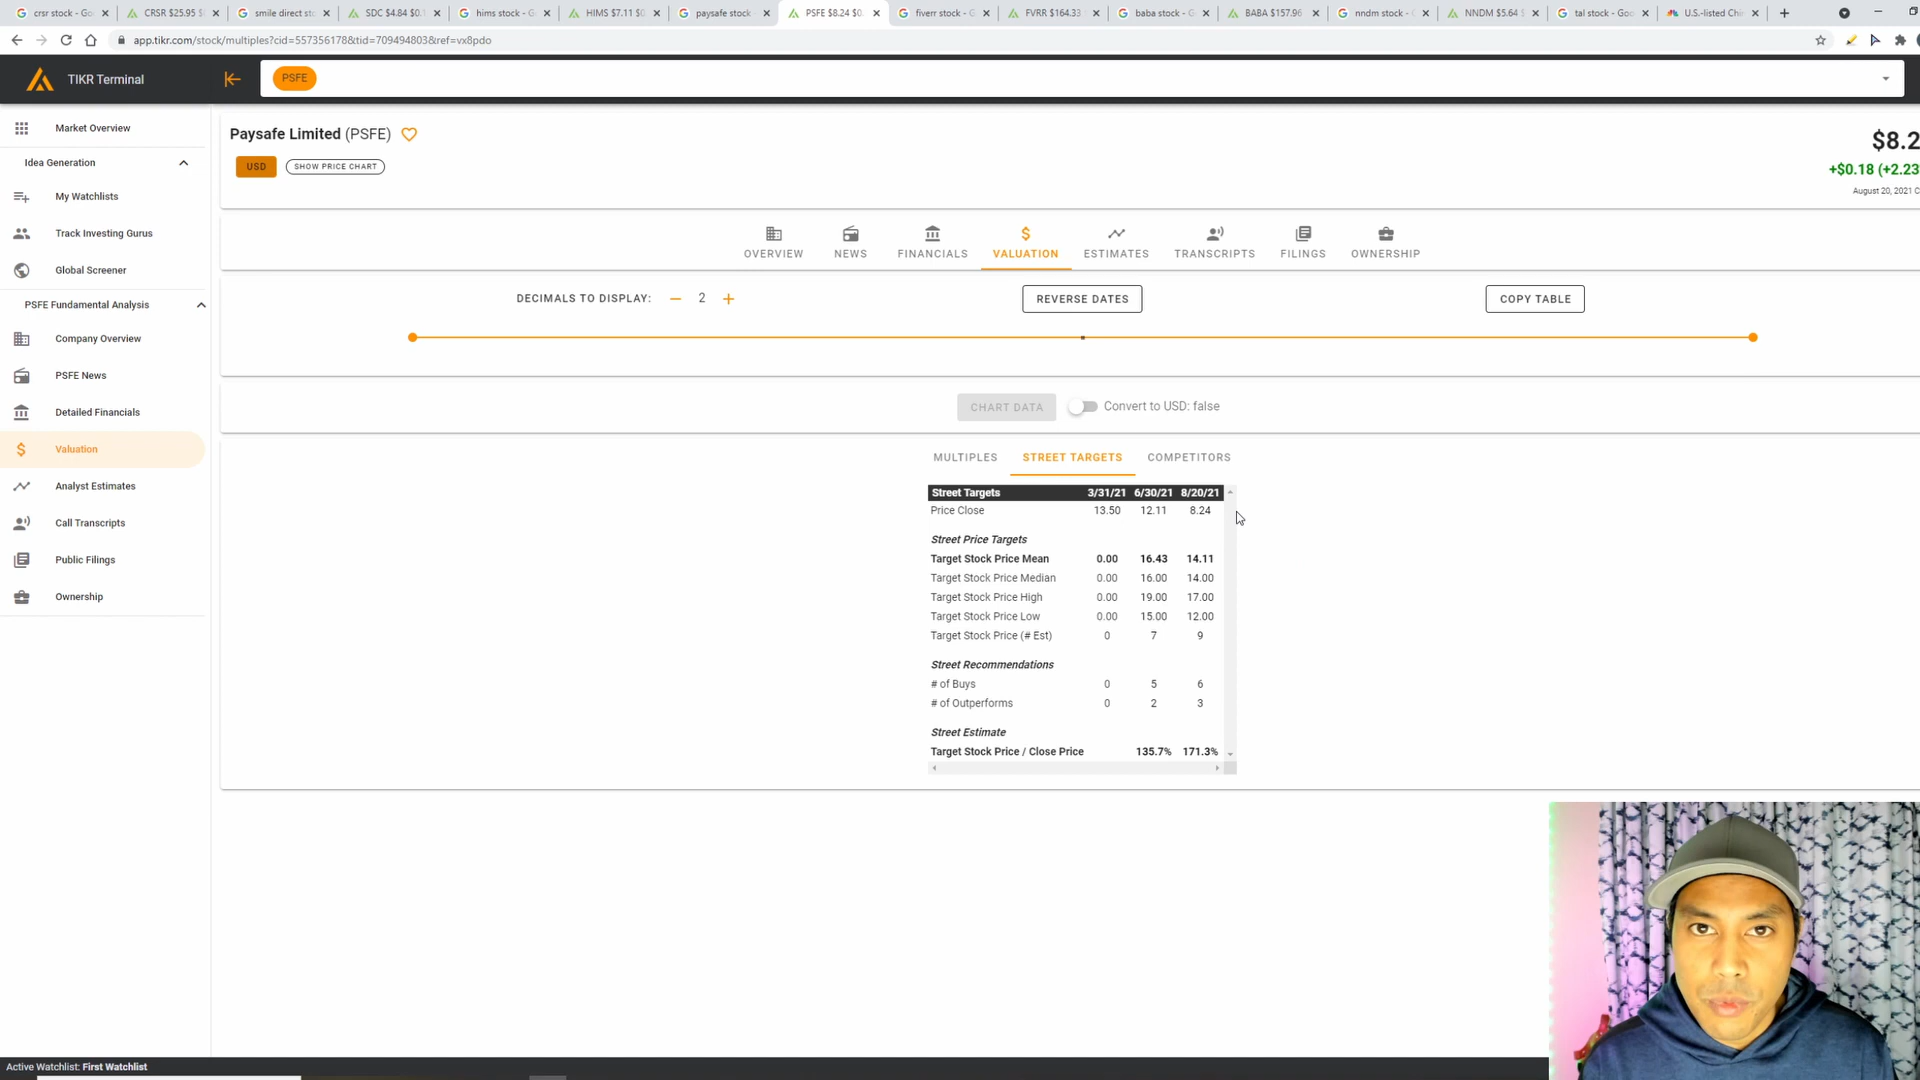 crsr stock - Go
CRSR $25.95
smile direct sto
SDC $4.84 $0.
hims stock - G
HIMS $7.11 $0
paysafe stock
PSFE $8.24 $0.
fiverr stock - G
FVRR $164.33
baba stock - G
BABA $157.96
nndm stock -
NNDM $5.64 $
tal stock - Goo
U.S.-listed Chi
app.tikr.com/stock/multiples?cid=557356178&tid=709494803&ref=vx8pdo
TIKR Terminal
PSFE
Market Overview
Idea Generation
My Watchlists
Track Investing Gurus
Global Screener
PSFE Fundamental Analysis
Company Overview
PSFE News
Detailed Financials
Valuation
Analyst Estimates
Call Transcripts
Public Filings
Ownership
Paysafe Limited (PSFE)
USD
SHOW PRICE CHART
$8.2
+$0.18 (+2.23
August 20, 2021 C
OVERVIEW
NEWS
FINANCIALS
VALUATION
ESTIMATES
TRANSCRIPTS
FILINGS
OWNERSHIP
DECIMALS TO DISPLAY: − 2 +
REVERSE DATES
COPY TABLE
CHART DATA
Convert to USD: false
MULTIPLES
STREET TARGETS
COMPETITORS
Street Targets 3/31/21 6/30/21 8/20/21
Price Close 13.50 12.11 8.24
Street Price Targets
Target Stock Price Mean 0.00 16.43 14.11
Target Stock Price Median 0.00 16.00 14.00
Target Stock Price High 0.00 19.00 17.00
Target Stock Price Low 0.00 15.00 12.00
Target Stock Price (# Est) 0 7 9
Street Recommendations
# of Buys 0 5 6
# of Outperforms 0 2 3
Street Estimate
Target Stock Price / Close Price 135.7% 171.3%
Active Watchlist: First Watchlist